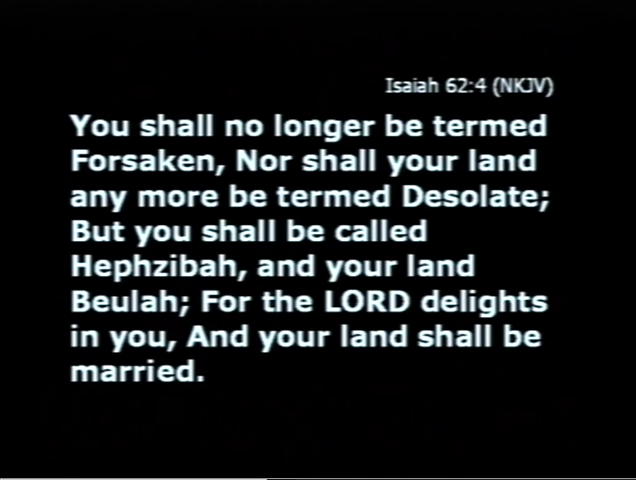 Isaiah 62:4 (NKJV)
You shall no longer be termed
Forsaken, Nor shall your land
any more be termed Desolate;
But you shall be called
Hephzibah, and your land
Beulah; For the LORD delights
in you, And your land shall be
married.